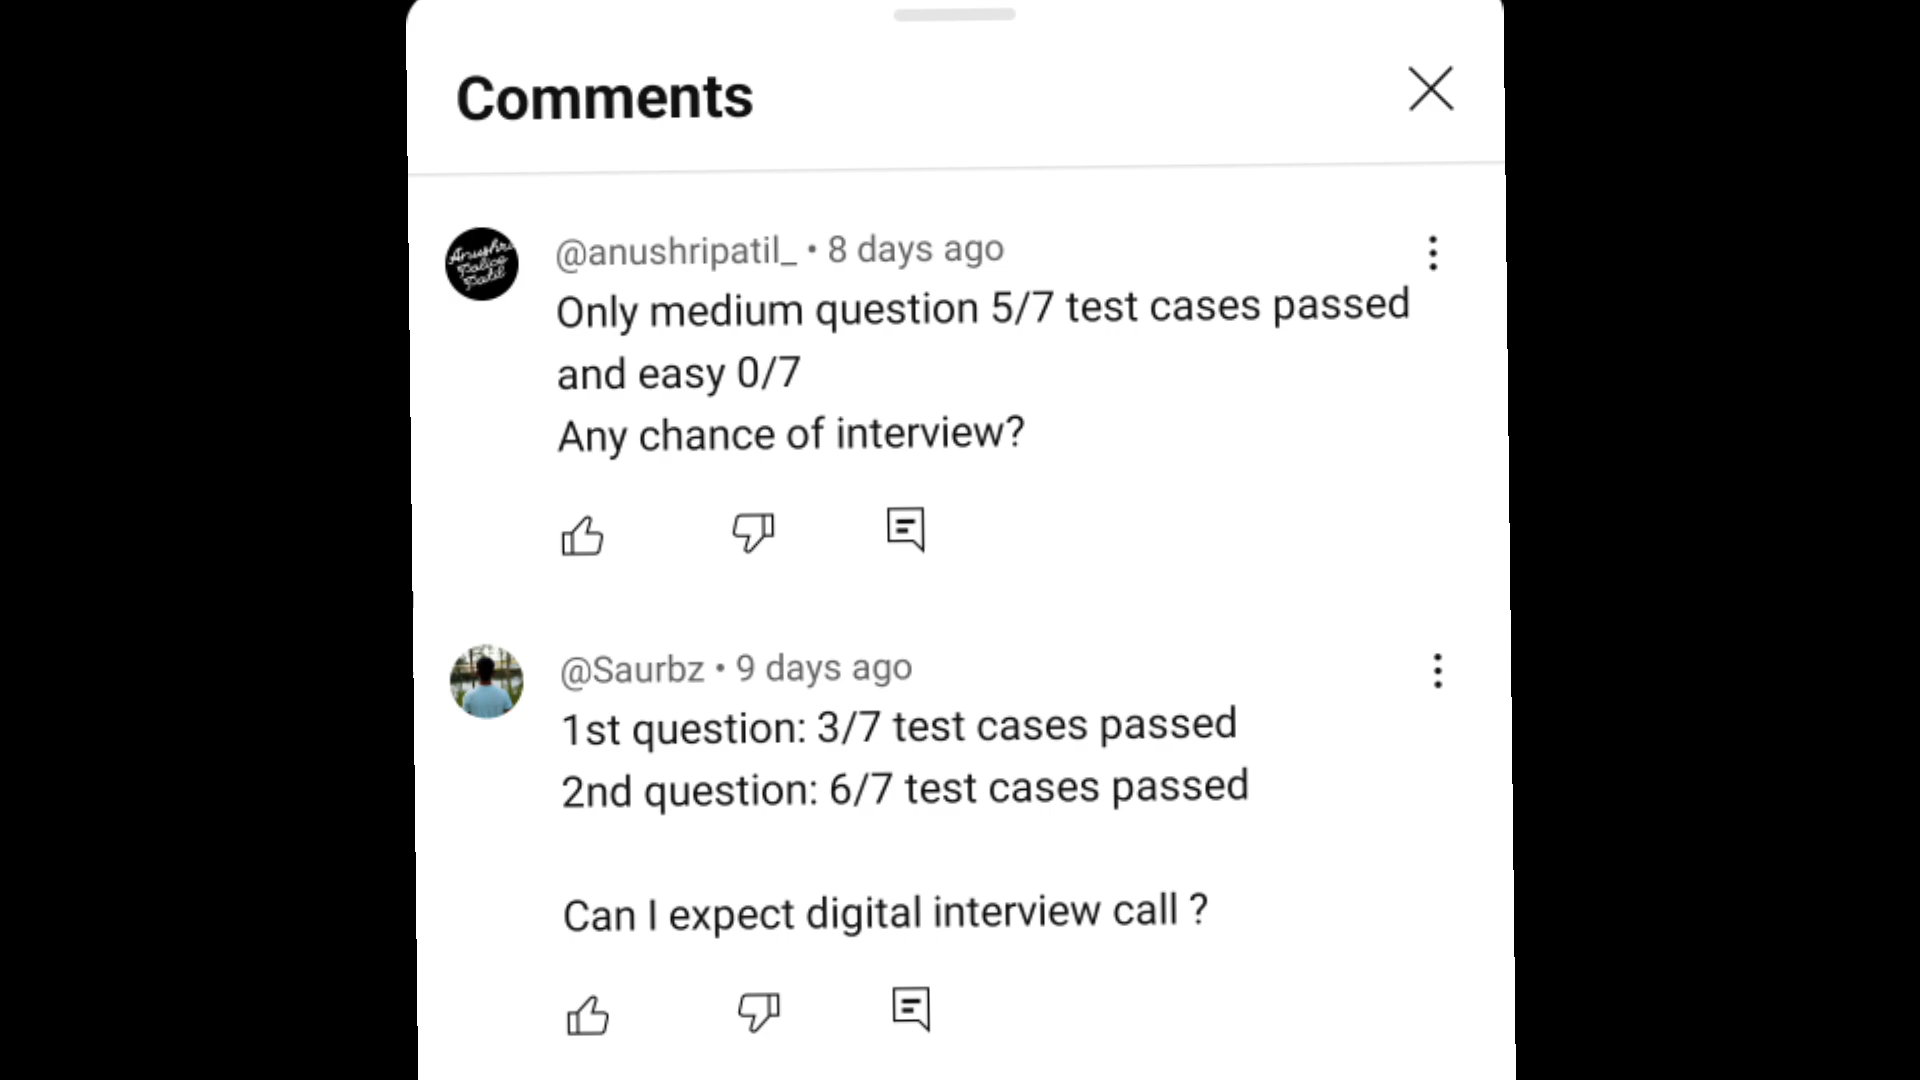 Comments
@anushripatil_ • 8 days ago
Only medium question 5/7 test cases passed
and easy 0/7
Any chance of interview?
@Saurbz • 9 days ago
1st question: 3/7 test cases passed
2nd question: 6/7 test cases passed
Can I expect digital interview call ?